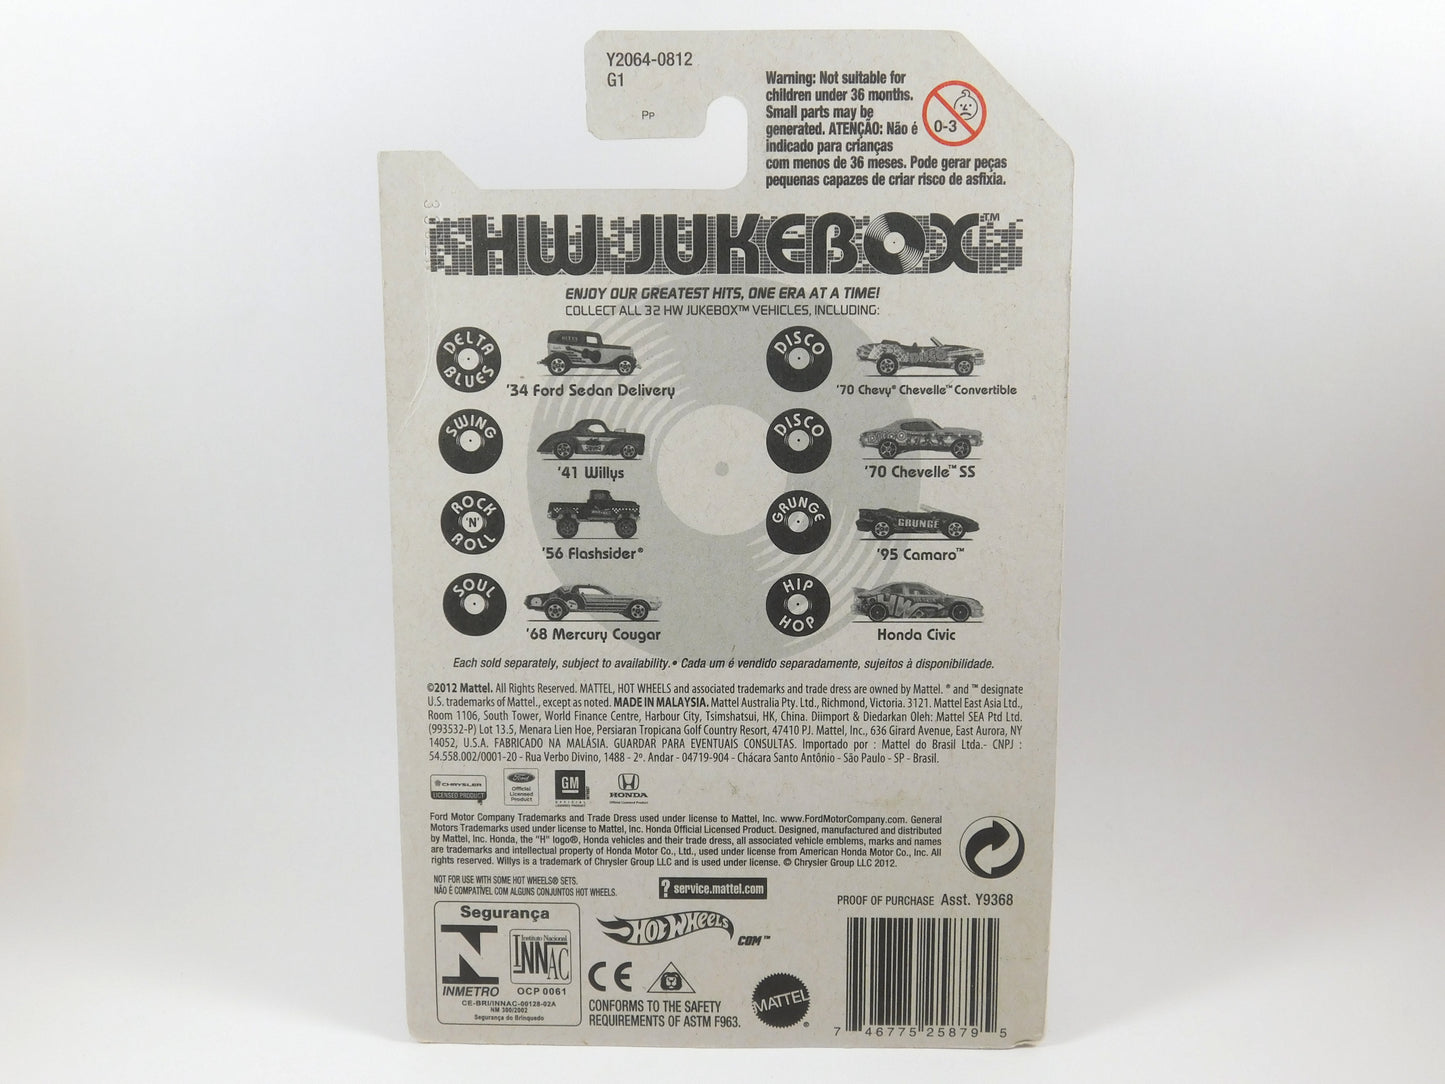 Y2064-0812
G1
PP
Warning: Not suitable for
children under 36 months.
Small parts may be
generated. ATENÇÃO: Não é
indicado para crianças
com menos de 36 meses. Pode gerar peças
pequenas capazes de criar risco de asfixia.
0-3
HW JUKEBOX™
ENJOY OUR GREATEST HITS, ONE ERA AT A TIME!
COLLECT ALL 32 HW JUKEBOX™ VEHICLES, INCLUDING:
DELTA BLUES
'34 Ford Sedan Delivery
SWING
'41 Willys
ROCK 'N' ROLL
'56 Flashsider®
SOUL
'68 Mercury Cougar
DISCO
'70 Chevy® Chevelle™ Convertible
DISCO
'70 Chevelle™ SS
GRUNGE
GRUNGE
'95 Camaro™
HIP HOP
Honda Civic
Each sold separately, subject to availability. • Cada um é vendido separadamente, sujeitos à disponibilidade.
©2012 Mattel. All Rights Reserved. MATTEL, HOT WHEELS and associated trademarks and trade dress are owned by Mattel. ® and ™ designate
U.S. trademarks of Mattel., except as noted. MADE IN MALAYSIA. Mattel Australia Pty. Ltd., Richmond, Victoria. 3121. Mattel East Asia Ltd.,
Room 1106, South Tower, World Finance Centre, Harbour City, Tsimshatsui, HK, China. Diimport & Diedarkan Oleh: Mattel SEA Ptd Ltd.
(993532-P) Lot 13.5, Menara Lien Hoe, Persiaran Tropicana Golf Country Resort, 47410 PJ. Mattel, Inc., 636 Girard Avenue, East Aurora, NY
14052, U.S.A. FABRICADO NA MALÁSIA. GUARDAR PARA EVENTUAIS CONSULTAS. Importado por : Mattel do Brasil Ltda.- CNPJ :
54.558.002/0001-20 - Rua Verbo Divino, 1488 - 2º. Andar - 04719-904 - Chácara Santo Antônio - São Paulo - SP - Brasil.
CHRYSLER
LICENSED PRODUCT
Ford
Official
Licensed
Product
GM
OFFICIAL
LICENSED PRODUCT
HONDA
Official Licensed Product
Ford Motor Company Trademarks and Trade Dress used under license to Mattel, Inc. www.FordMotorCompany.com. General
Motors Trademarks used under license to Mattel, Inc. Honda Official Licensed Product. Designed, manufactured and distributed
by Mattel, Inc. Honda, the "H" logo®, Honda vehicles and their trade dress, all associated vehicle emblems, marks and names
are trademarks and intellectual property of Honda Motor Co., Ltd., used under license from American Honda Motor Co., Inc. All
rights reserved. Willys is a trademark of Chrysler Group LLC and is used under license. © Chrysler Group LLC 2012.
NOT FOR USE WITH SOME HOT WHEELS® SETS.
NÃO É COMPATÍVEL COM ALGUNS CONJUNTOS HOT WHEELS.
? service.mattel.com
PROOF OF PURCHASE Asst. Y9368
Segurança
INMETRO
Instituto Nacional
INNAC
OCP 0061
CE-BRI/INNAC-00128-02A
NM 300/2002
Segurança do Brinquedo
HOT WHEELS
COM™
CE
CONFORMS TO THE SAFETY
REQUIREMENTS OF ASTM F963.
MATTEL®
7 46775 25879 5